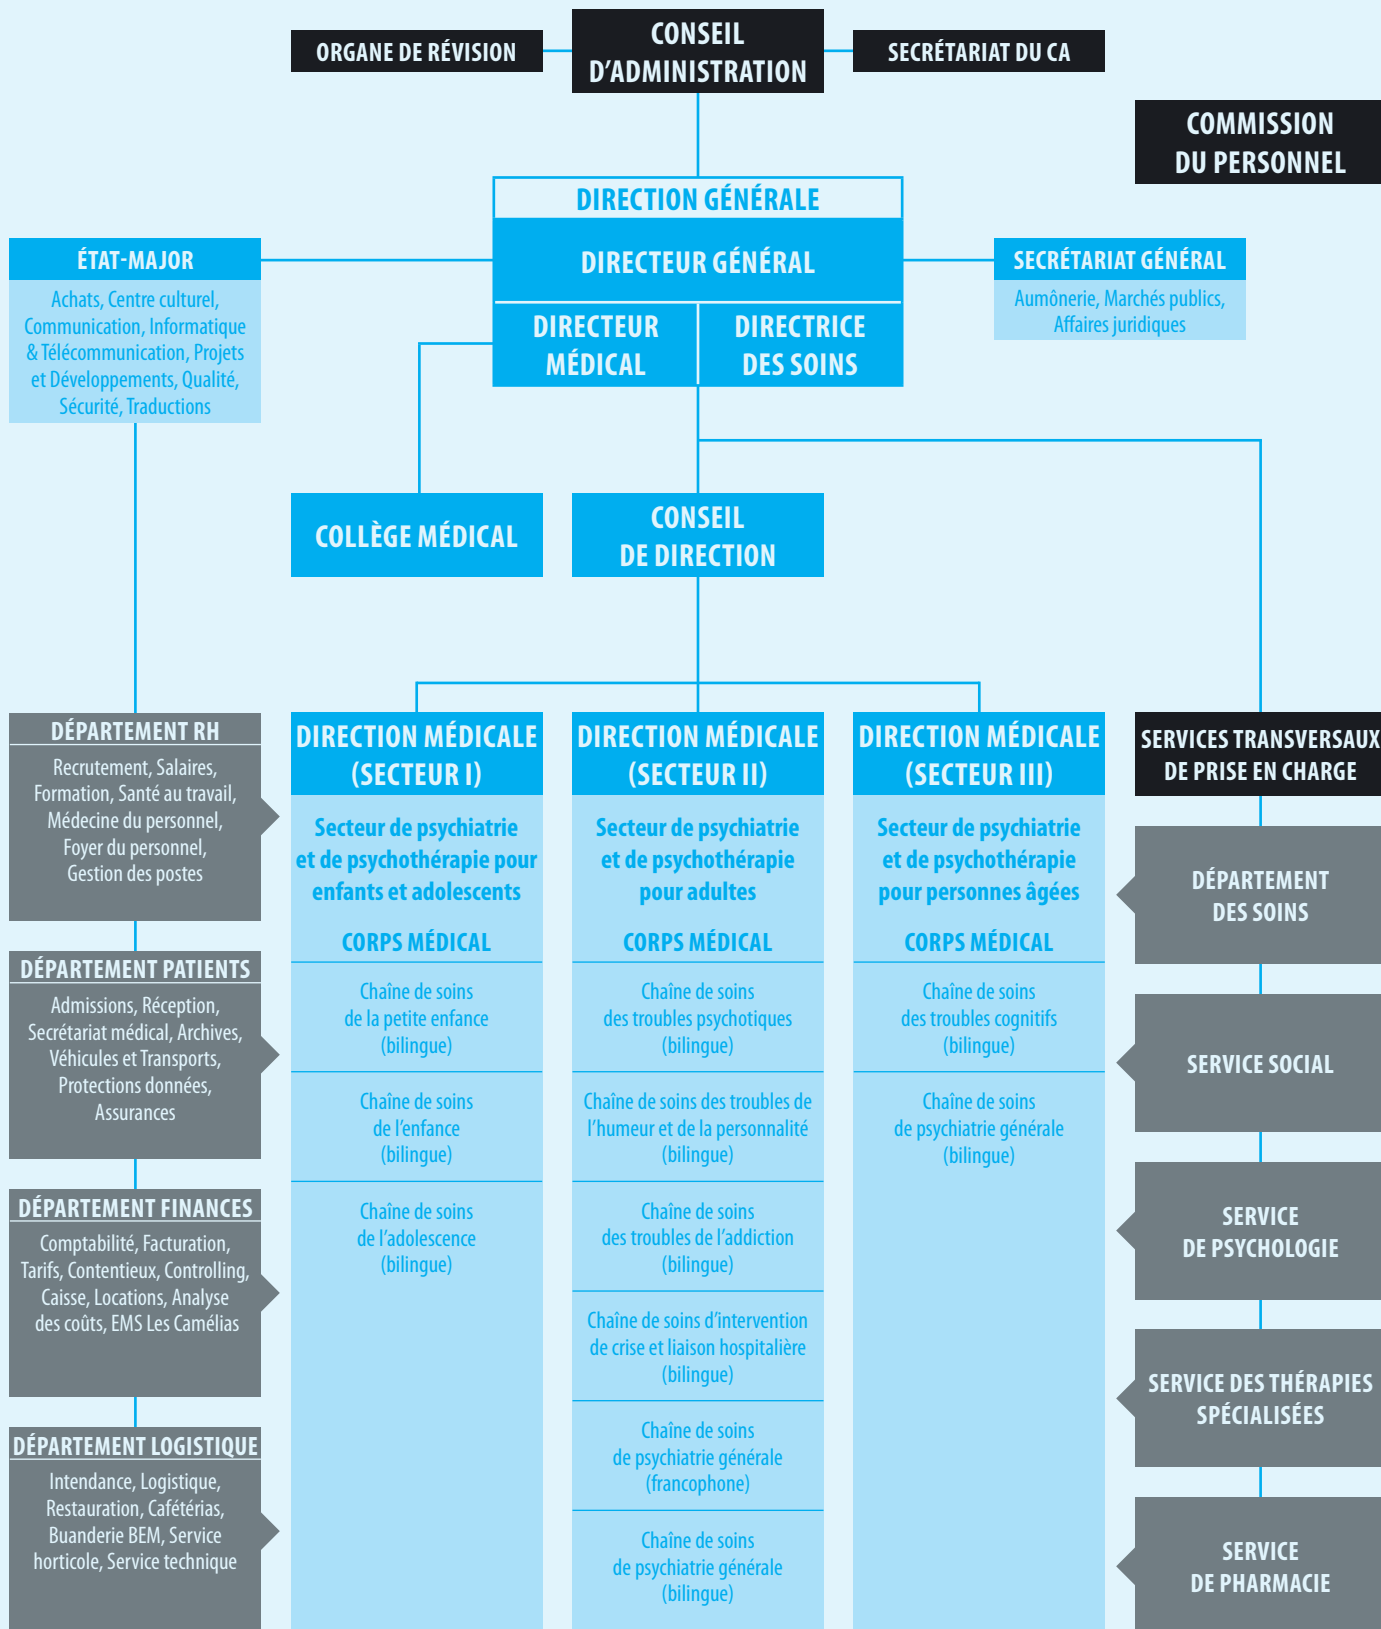 ORGANE DE RÉVISION
CONSEIL
D’ADMINISTRATION
SECRÉTARIAT DU CA
COMMISSION
DU PERSONNEL
DIRECTION GÉNÉRALE
DIRECTEUR GÉNÉRAL
DIRECTEUR
MÉDICAL
DIRECTRICE
DES SOINS
ÉTAT-MAJOR
Achats, Centre culturel,
Communication, Informatique
& Télécommunication, Projets
et Développements, Qualité,
Sécurité, Traductions
SECRÉTARIAT GÉNÉRAL
Aumônerie, Marchés publics,
Affaires juridiques
COLLÈGE MÉDICAL
CONSEIL
DE DIRECTION
DÉPARTEMENT RH
Recrutement, Salaires,
Formation, Santé au travail,
Médecine du personnel,
Foyer du personnel,
Gestion des postes
DÉPARTEMENT PATIENTS
Admissions, Réception,
Secrétariat médical, Archives,
Véhicules et Transports,
Protections données,
Assurances
DÉPARTEMENT FINANCES
Comptabilité, Facturation,
Tarifs, Contentieux, Controlling,
Caisse, Locations, Analyse
des coûts, EMS Les Camélias
DÉPARTEMENT LOGISTIQUE
Intendance, Logistique,
Restauration, Cafétérias,
Buanderie BEM, Service
horticole, Service technique
DIRECTION MÉDICALE
(SECTEUR I)
Secteur de psychiatrie
et de psychothérapie pour
enfants et adolescents
CORPS MÉDICAL
Chaîne de soins
de la petite enfance
(bilingue)
Chaîne de soins
de l’enfance
(bilingue)
Chaîne de soins
de l’adolescence
(bilingue)
DIRECTION MÉDICALE
(SECTEUR II)
Secteur de psychiatrie
et de psychothérapie
pour adultes
CORPS MÉDICAL
Chaîne de soins
des troubles psychotiques
(bilingue)
Chaîne de soins des troubles de
l’humeur et de la personnalité
(bilingue)
Chaîne de soins
des troubles de l’addiction
(bilingue)
Chaîne de soins d’intervention
de crise et liaison hospitalière
(bilingue)
Chaîne de soins
de psychiatrie générale
(francophone)
Chaîne de soins
de psychiatrie générale
(bilingue)
DIRECTION MÉDICALE
(SECTEUR III)
Secteur de psychiatrie
et de psychothérapie
pour personnes âgées
CORPS MÉDICAL
Chaîne de soins
des troubles cognitifs
(bilingue)
Chaîne de soins
de psychiatrie générale
(bilingue)
SERVICES TRANSVERSAUX
DE PRISE EN CHARGE
DÉPARTEMENT
DES SOINS
SERVICE SOCIAL
SERVICE
DE PSYCHOLOGIE
SERVICE DES THÉRAPIES
SPÉCIALISÉES
SERVICE
DE PHARMACIE